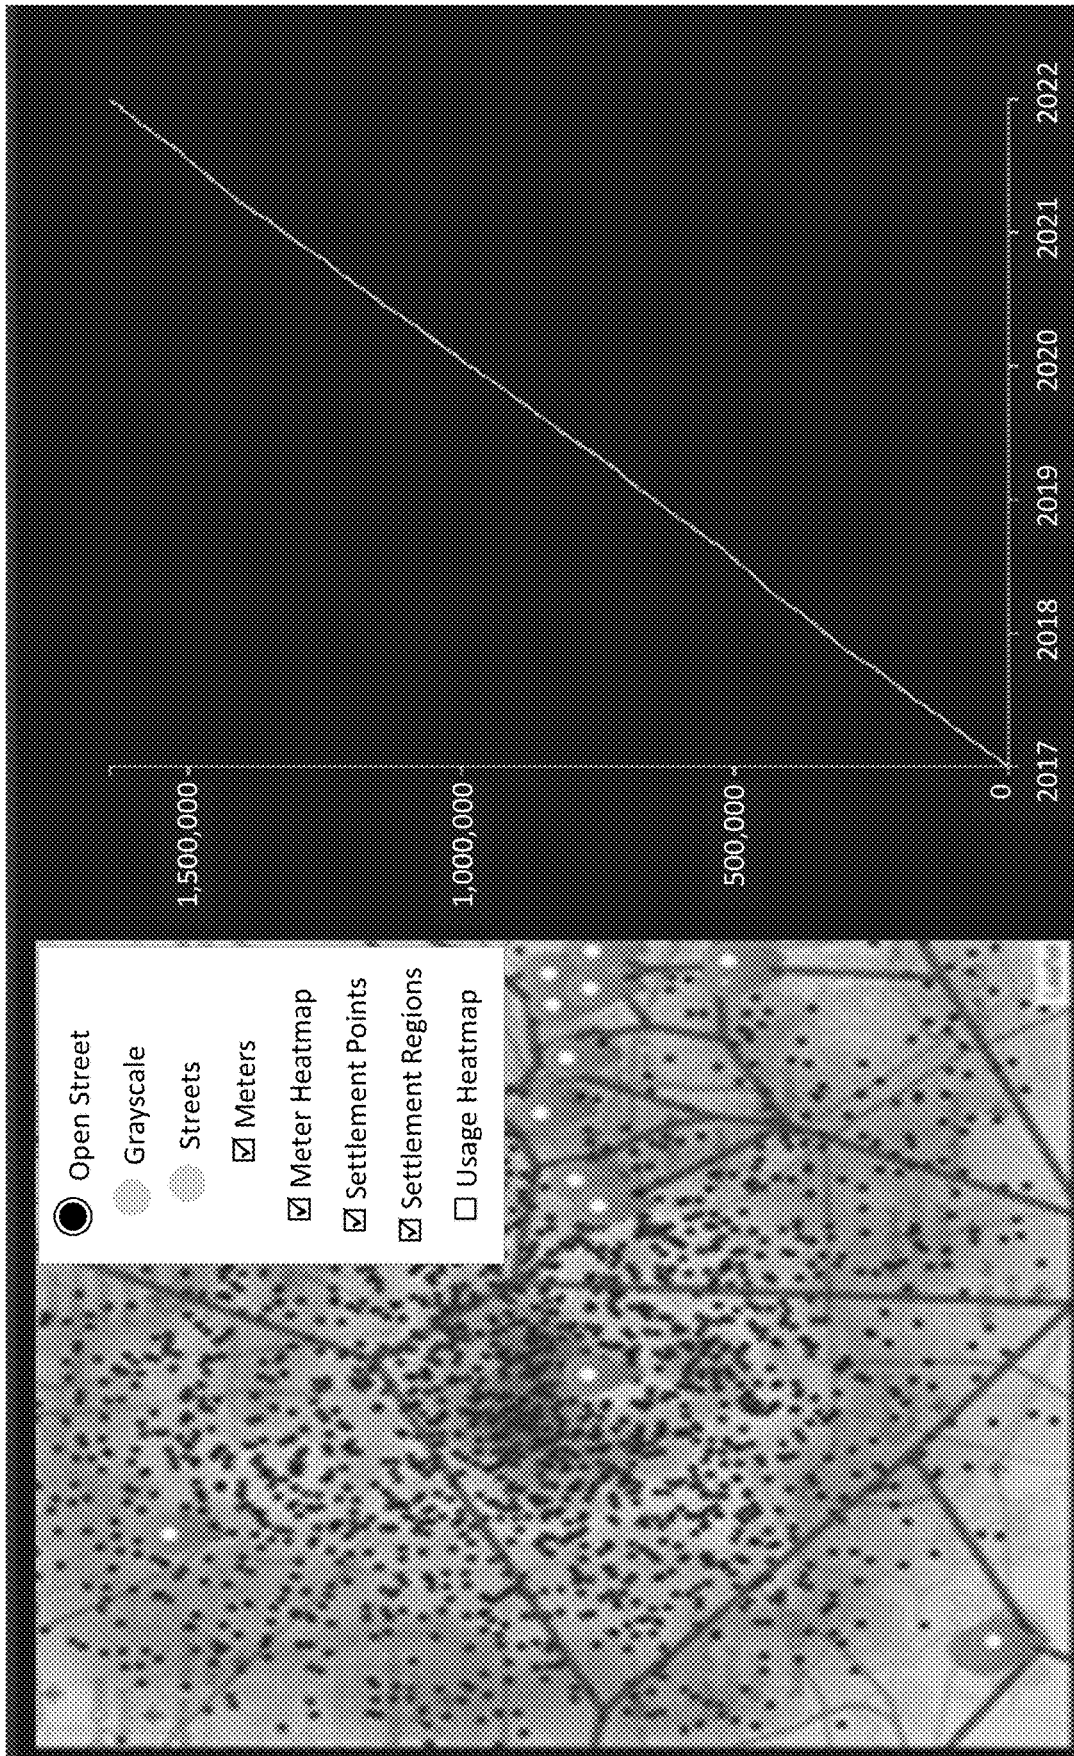 Open Street
Grayscale
Streets
Meters
Meter Heatmap
Settlement Points
Settlement Regions
Usage Heatmap
1,500,000
1,000,000
500,000
0
2017
2018
2019
2020
2021
2022